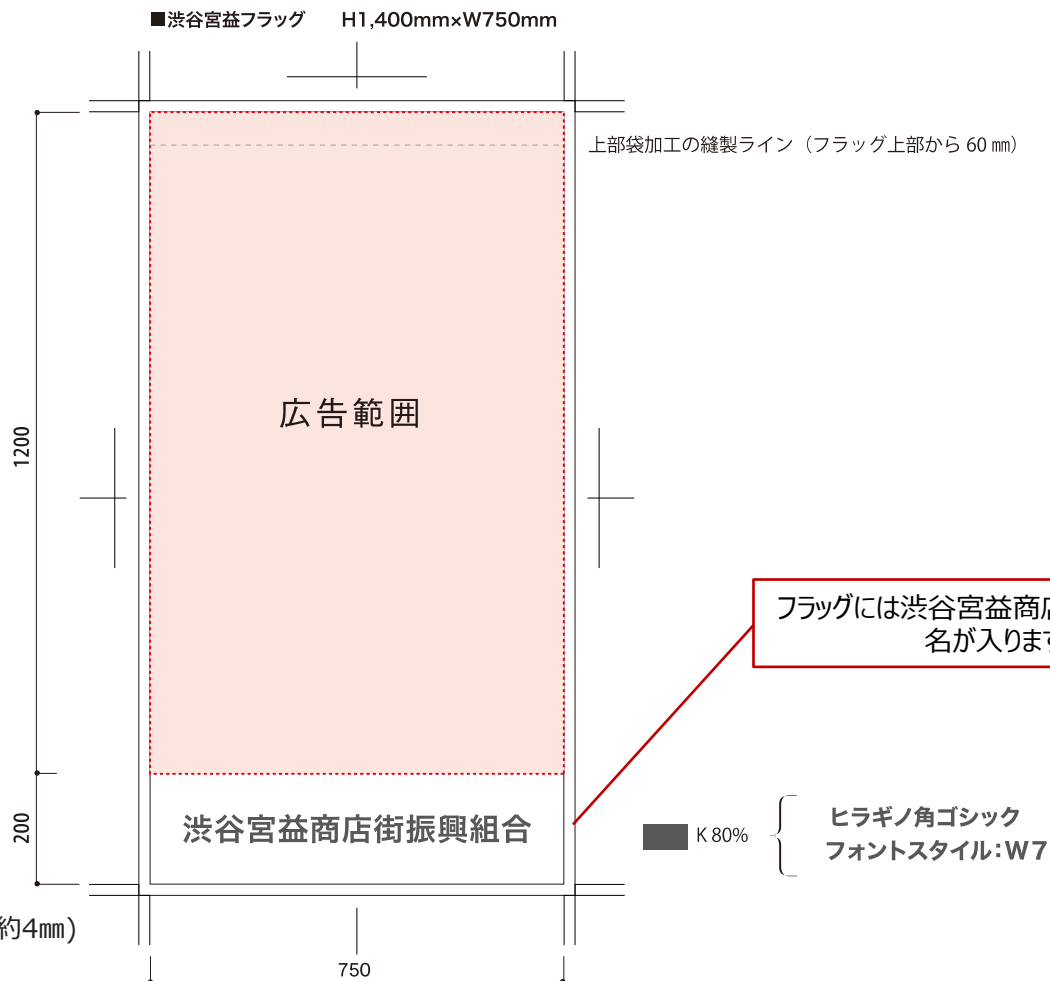 ■渋谷宮益フラッグ H1,400mm×W750mm
上部袋加工の縫製ライン（フラッグ上部から 60 ㎜）
広告範囲
1200
フラッグには渋谷宮益商店
名が入ります
200
渋谷宮益商店街振興組合
K 80%
ヒラギノ角ゴシック
フォントスタイル：W7
約4㎜)
750